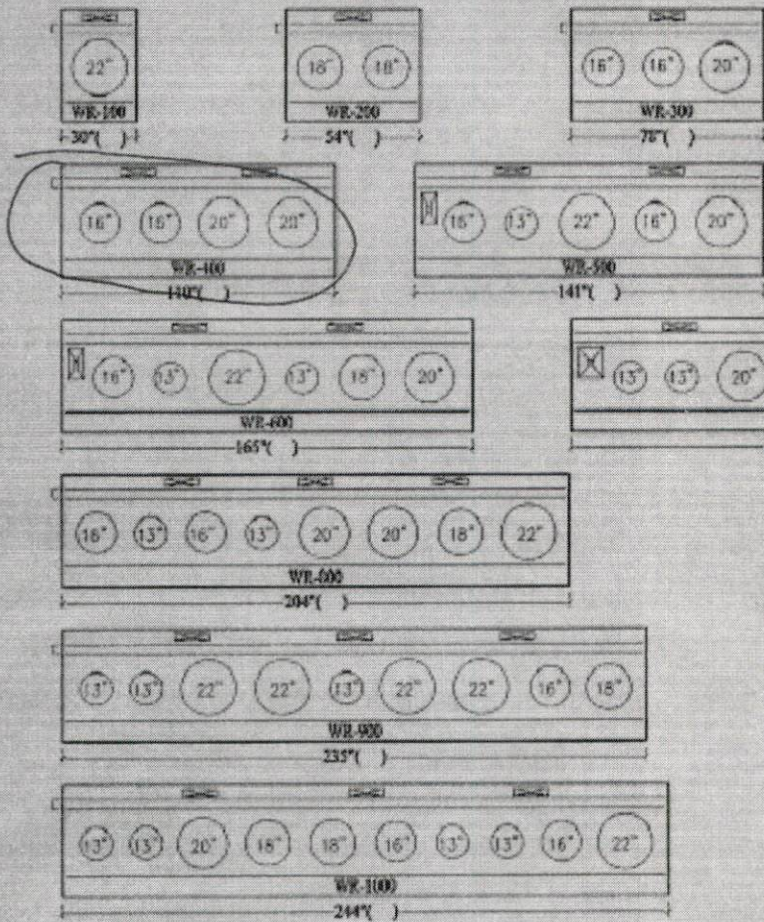 22" 18" 18" 16" 16" 20"
WR-100 WR-200 WR-300
30"( ) 54"( ) 78"( )
16" 16" 20" 20" 16" 13" 22" 16" 20"
WR-400 WR-500
110"( ) 141"( )
16" 13" 22" 13" 18" 20" 13" 13" 20"
WR-600
165"( )
16" 13" 16" 13" 20" 20" 18" 22"
WR-800
204"( )
13" 13" 22" 22" 13" 22" 22" 16" 18"
WR-900
235"( )
13" 13" 20" 18" 18" 16" 13" 13" 16" 22"
WR-1000
244"( )